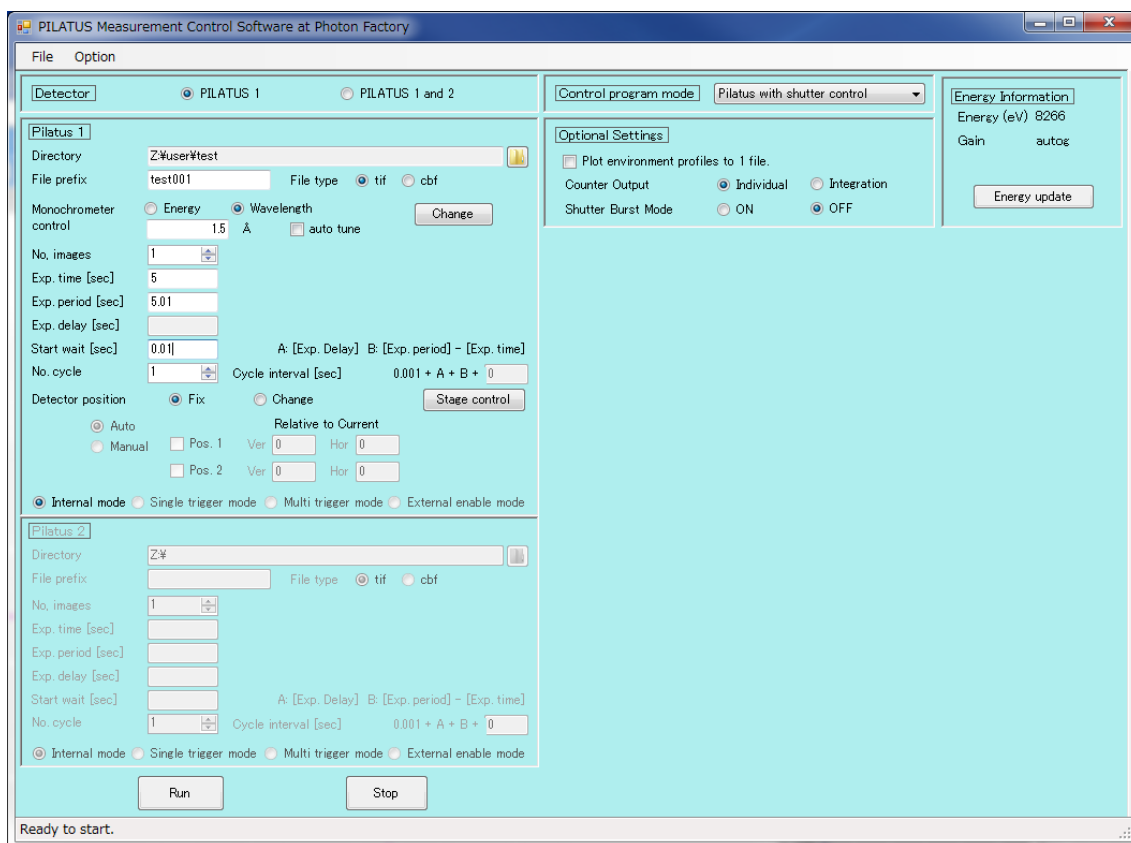 PILATUS Measurement Control Software at Photon Factory
File Option
Detector PILATUS 1 PILATUS 1 and 2
Control program mode Pilatus with shutter control
Energy Information
Energy (eV) 8266
Gain autog
Energy update
Optional Settings
Plot environment profiles to 1 file.
Counter Output Individual Integration
Shutter Burst Mode ON OFF
Pilatus 1
Directory Z:¥user¥test
File prefix test001 File type tif cbf
Monochrometer control Energy Wavelength Change
1.5 Å auto tune
No, images 1
Exp. time [sec] 5
Exp. period [sec] 5.01
Exp. delay [sec]
Start wait [sec] 0.01 A: [Exp. Delay] B: [Exp. period] - [Exp. time]
No. cycle 1 Cycle interval [sec] 0.001 + A + B + 0
Detector position Fix Change Stage control
Auto Relative to Current
Manual Pos. 1 Ver 0 Hor 0
Pos. 2 Ver 0 Hor 0
Internal mode Single trigger mode Multi trigger mode External enable mode
Pilatus 2
Directory Z:¥
File prefix File type tif cbf
No, images 1
Exp. time [sec]
Exp. period [sec]
Exp. delay [sec]
Start wait [sec] A: [Exp. Delay] B: [Exp. period] - [Exp. time]
No. cycle 1 Cycle interval [sec] 0.001 + A + B + 0
Internal mode Single trigger mode Multi trigger mode External enable mode
Run Stop
Ready to start.